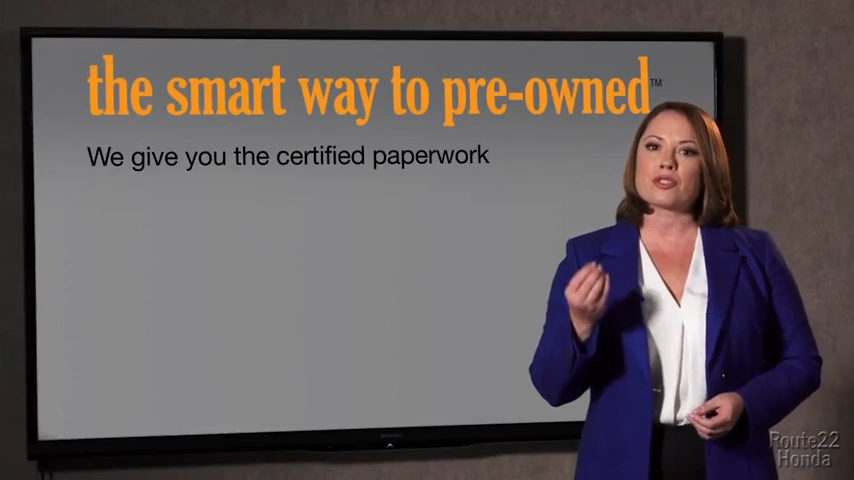 the smart way to pre-owned™
We give you the certified paperwork
Route22
Honda